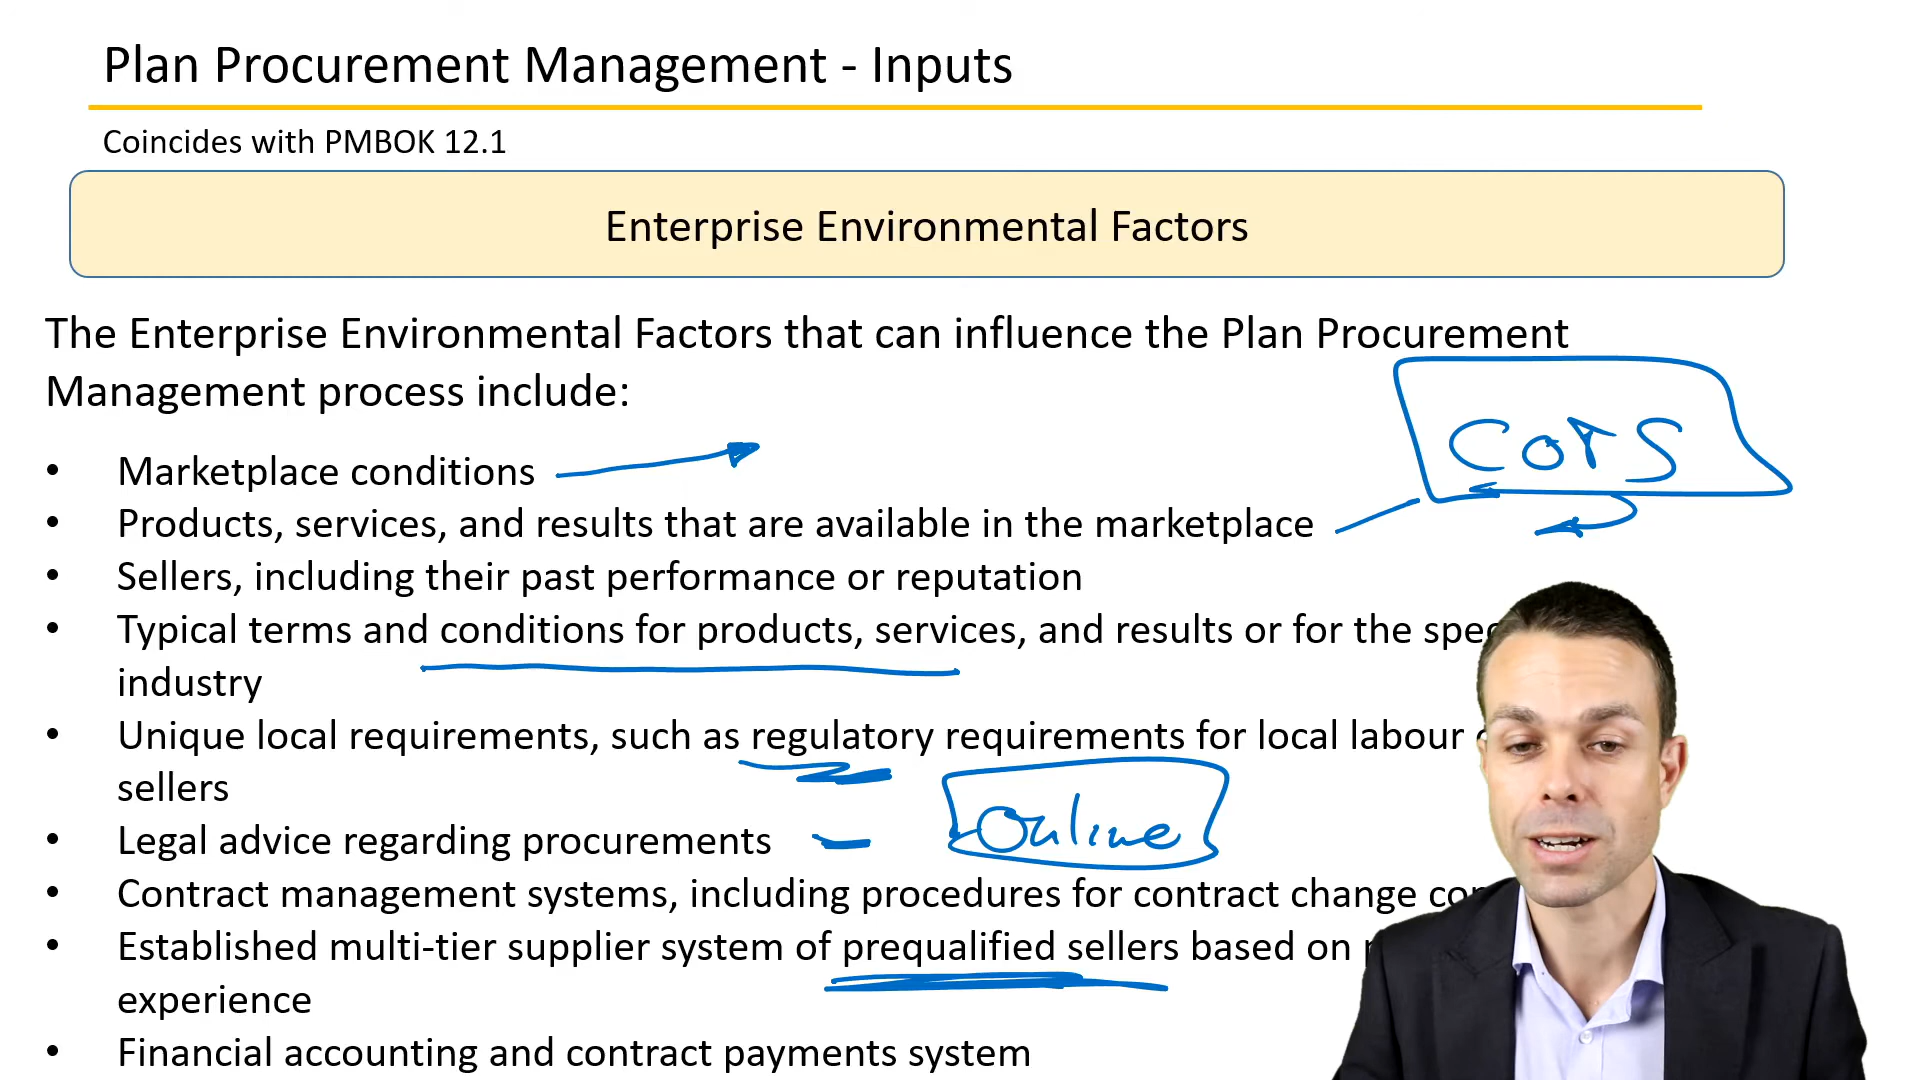 Plan Procurement Management - Inputs
Coincides with PMBOK 12.1
Enterprise Environmental Factors
The Enterprise Environmental Factors that can influence the Plan Procurement
Management process include:
COTS
• Marketplace conditions
• Products, services, and results that are available in the marketplace
• Sellers, including their past performance or reputation
• Typical terms and conditions for products, services, and results or for the
industry
• Unique local requirements, such as regulatory requirements for local labour
sellers
Online
• Legal advice regarding procurements
• Contract management systems, including procedures for contract change
• Established multi-tier supplier system of prequalified sellers based on
experience
• Financial accounting and contract payments system